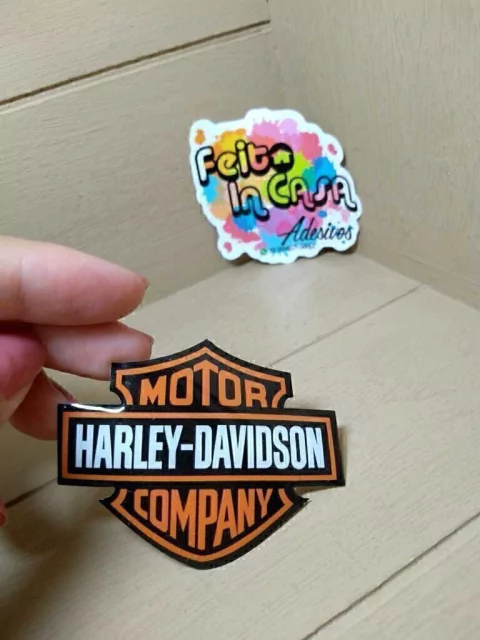 Feito
In CASA
Adesivos
MOTOR
HARLEY-DAVIDSON
COMPANY